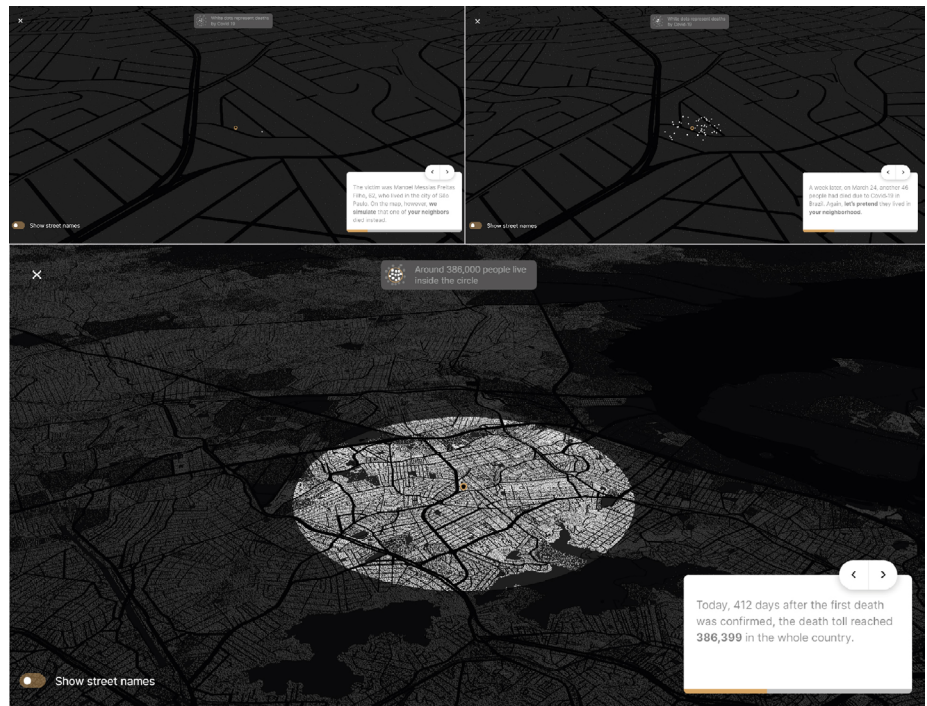 White dots represent deaths
by Covid-19
The victim was Manoel Messias Freitas
Filho, 62, who lived in the city of São
Paulo. On the map, however, we
simulate that one of your neighbors
died instead
Show street names
White dots represent deaths
by Covid-19
A week later, on March 24, another 46
people had died due to Covid-19 in
Brazil. Again, let's pretend they lived in
your neighborhood.
Show street names
Around 386,000 people live
inside the circle
Today, 412 days after the first death
was confirmed, the death toll reached
386,399 in the whole country.
Show street names